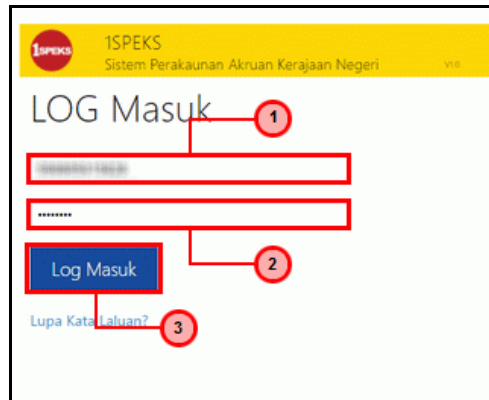 1SPEKS
1SPEKS
Sistem Perakaunan Akruan Kerajaan Negeri
V1.0
LOG Masuk
1
••••••••
2
Log Masuk
Lupa Kata Laluan?
3